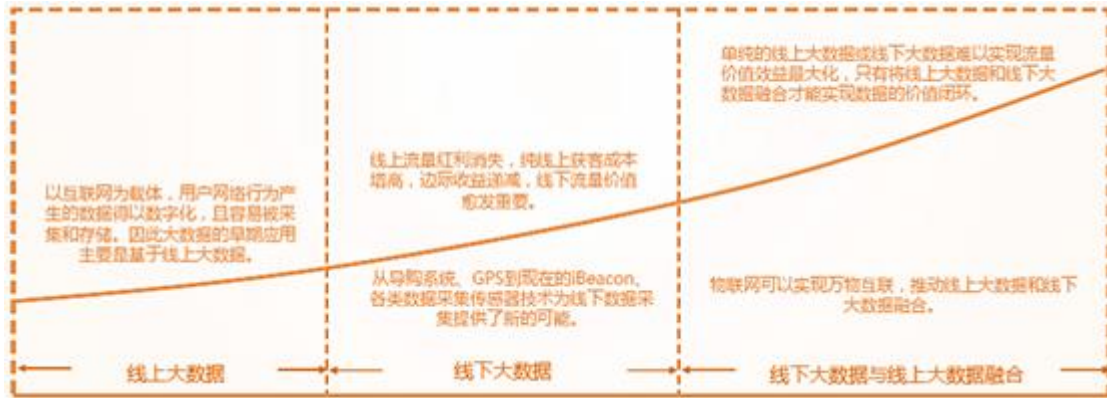 以互联网为载体，用户网络行为产
生的数据得以数字化，且容易被采
集和存储。因此大数据的早期应用
主要是基于线上大数据。
线上大数据
线上流量红利消失，纯线上获客成本
增高，边际收益递减，线下流量价值
愈发重要。
从导购系统、GPS到现在的iBeacon、
各类数据采集传感器技术为线下数据采
集提供了新的可能。
线下大数据
单纯的线上大数据或线下大数据难以实现流量
价值效益最大化，只有将线上大数据和线下大
数据融合才能实现数据的价值闭环。
物联网可以实现万物互联，推动线上大数据和线下
大数据融合。
线下大数据与线上大数据融合